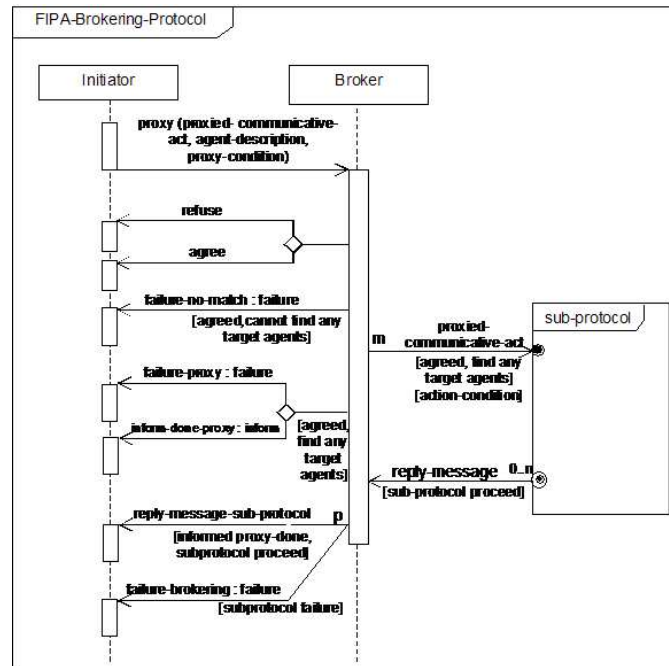 FIPA-Brokering-Protocol
Initiator
Broker
proxy (proxied- communicative-
act, agent-description,
proxy-condition)
refuse
agree
failure-no-match : failure
[agreed,cannot find any
target agents]
m
proxied-
communicative-act
[agreed, find any
target agents]
[action-condition]
sub-protocol
failure-proxy : failure
inform-done-proxy : inform
[agreed,
find any
target
agents]
reply-message
0_n
[sub-protocol proceed]
reply-message-sub-protocol
p
[informed proxy-done,
subprotocol proceed]
failure-brokering : failure
[subprotocol failure]